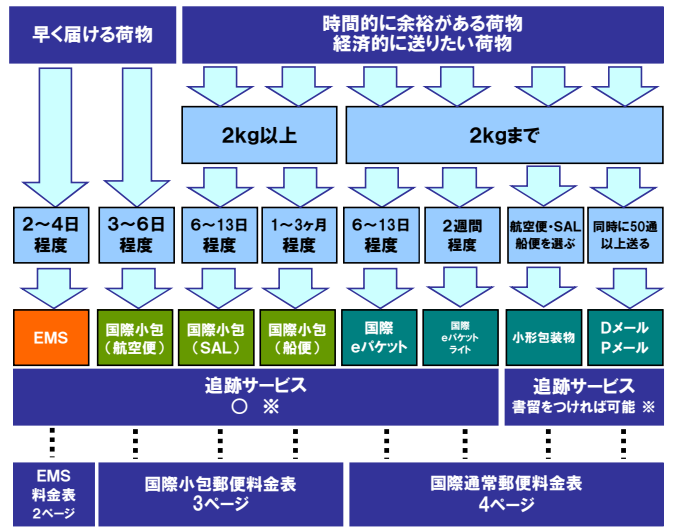 早く届ける荷物
時間的に余裕がある荷物
経済的に送りたい荷物
2kg以上
2kgまで
2～4日
程度
3～6日
程度
6～13日
程度
1～3ヶ月
程度
6～13日
程度
2週間
程度
航空便・SAL
船便を選ぶ
同時に50通
以上送る
EMS
国際小包
（航空便）
国際小包
（SAL）
国際小包
（船便）
国際
eパケット
国際
eパケット
ライト
小形包装物
Dメール
Pメール
追跡サービス
○ ※
追跡サービス
書留をつければ可能 ※
EMS
料金表
2ページ
国際小包郵便料金表
3ページ
国際通常郵便料金表
4ページ